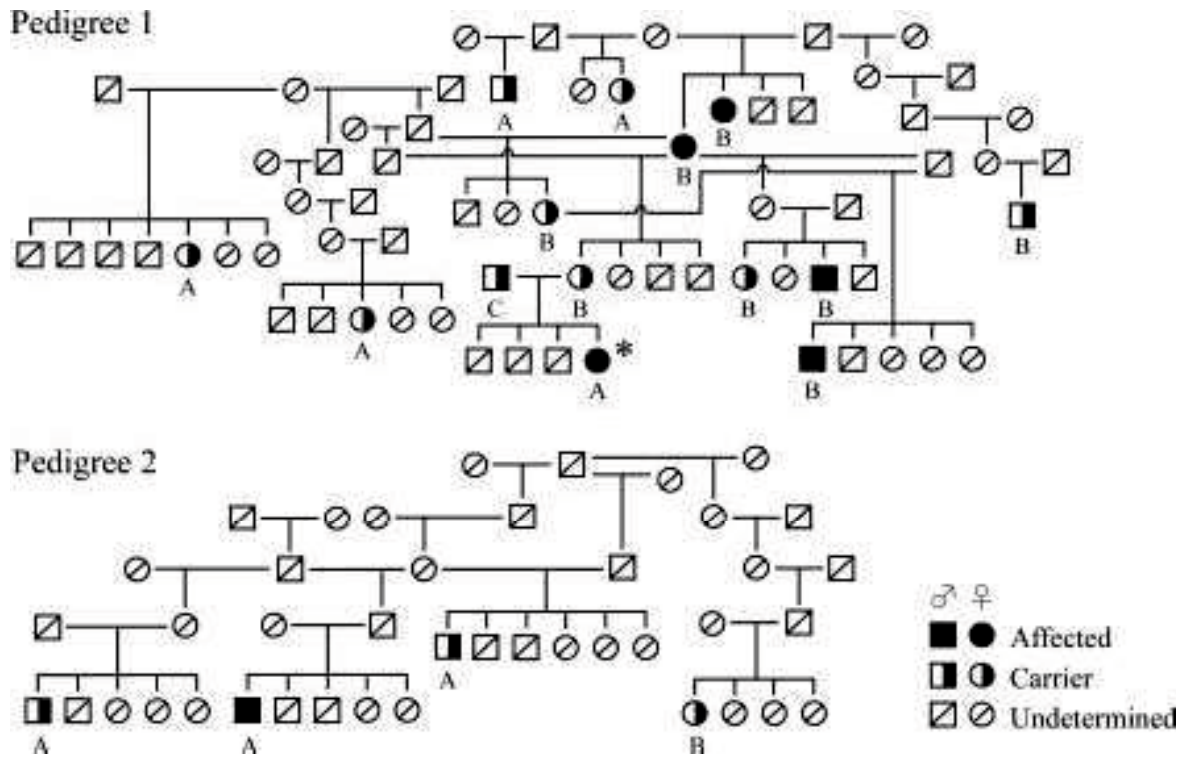 Pedigree 1
A A B
B
B B
A C B B B
A A * B
Pedigree 2
♂ ♀
Affected
A Carrier
Undetermined
A A B